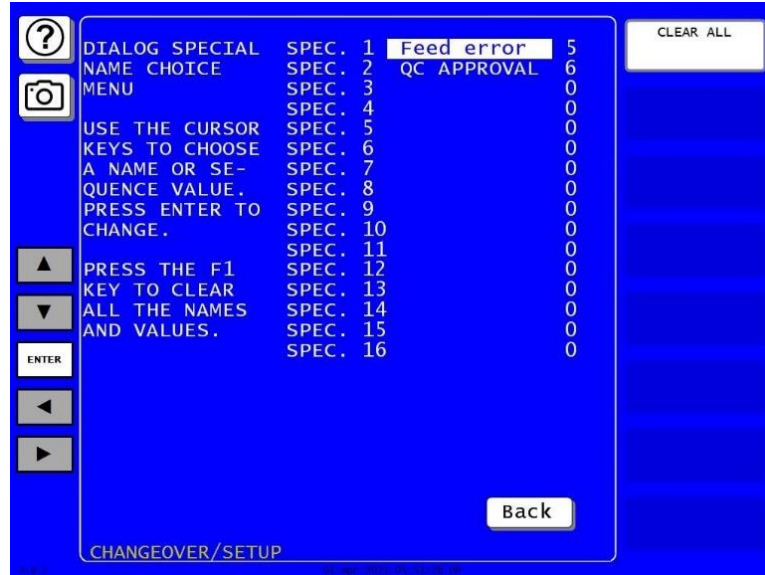 ?
CLEAR ALL
DIALOG SPECIAL SPEC. 1 Feed error 5
NAME CHOICE SPEC. 2 QC APPROVAL 6
MENU SPEC. 3 0
SPEC. 4 0
USE THE CURSOR SPEC. 5 0
KEYS TO CHOOSE SPEC. 6 0
A NAME OR SE- SPEC. 7 0
QUENCE VALUE. SPEC. 8 0
PRESS ENTER TO SPEC. 9 0
CHANGE. SPEC. 10 0
SPEC. 11 0
PRESS THE F1 SPEC. 12 0
KEY TO CLEAR SPEC. 13 0
ALL THE NAMES SPEC. 14 0
AND VALUES. SPEC. 15 0
SPEC. 16 0
ENTER
Back
CHANGEOVER/SETUP